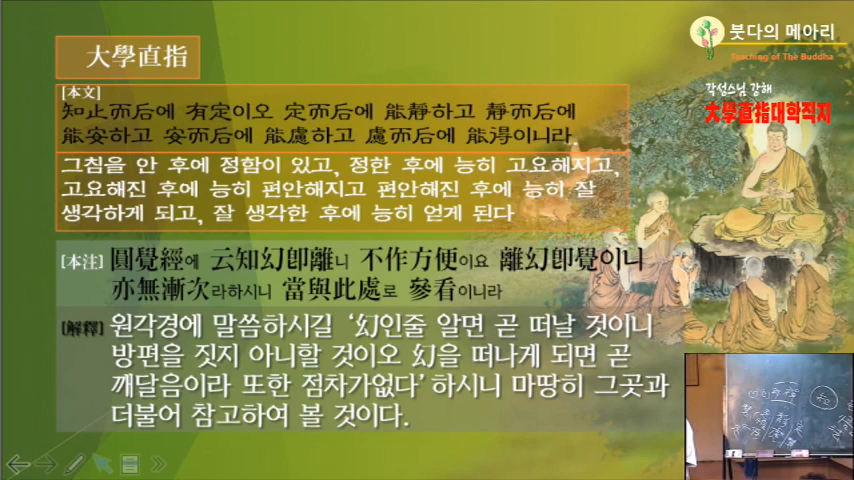 붓다의 메아리
Teaching of The Buddha
각성스님 강해
大學直指대학직지
大學直指
[本文]
知止而后에 有定이오 定而后에 能靜하고 靜而后에
能安하고 安而后에 能慮하고 慮而后에 能淂이니라
그침을 안 후에 정함이 있고, 정한 후에 능히 고요해지고,
고요해진 후에 능히 편안해지고 편안해진 후에 능히 잘
생각하게 되고, 잘 생각한 후에 능히 얻게 된다
[本注] 圓覺經에 云知幻卽離니 不作方便이요 離幻卽覺이니
亦無漸次라하시니 當與此處로 參看이니라
[解釋] 원각경에 말씀하시길 ‘幻인줄 알면 곧 떠날 것이니
방편을 짓지 아니할 것이오 幻을 떠나게 되면 곧
깨달음이라 또한 점차가없다’ 하시니 마땅히 그곳과
더불어 참고하여 볼 것이다.